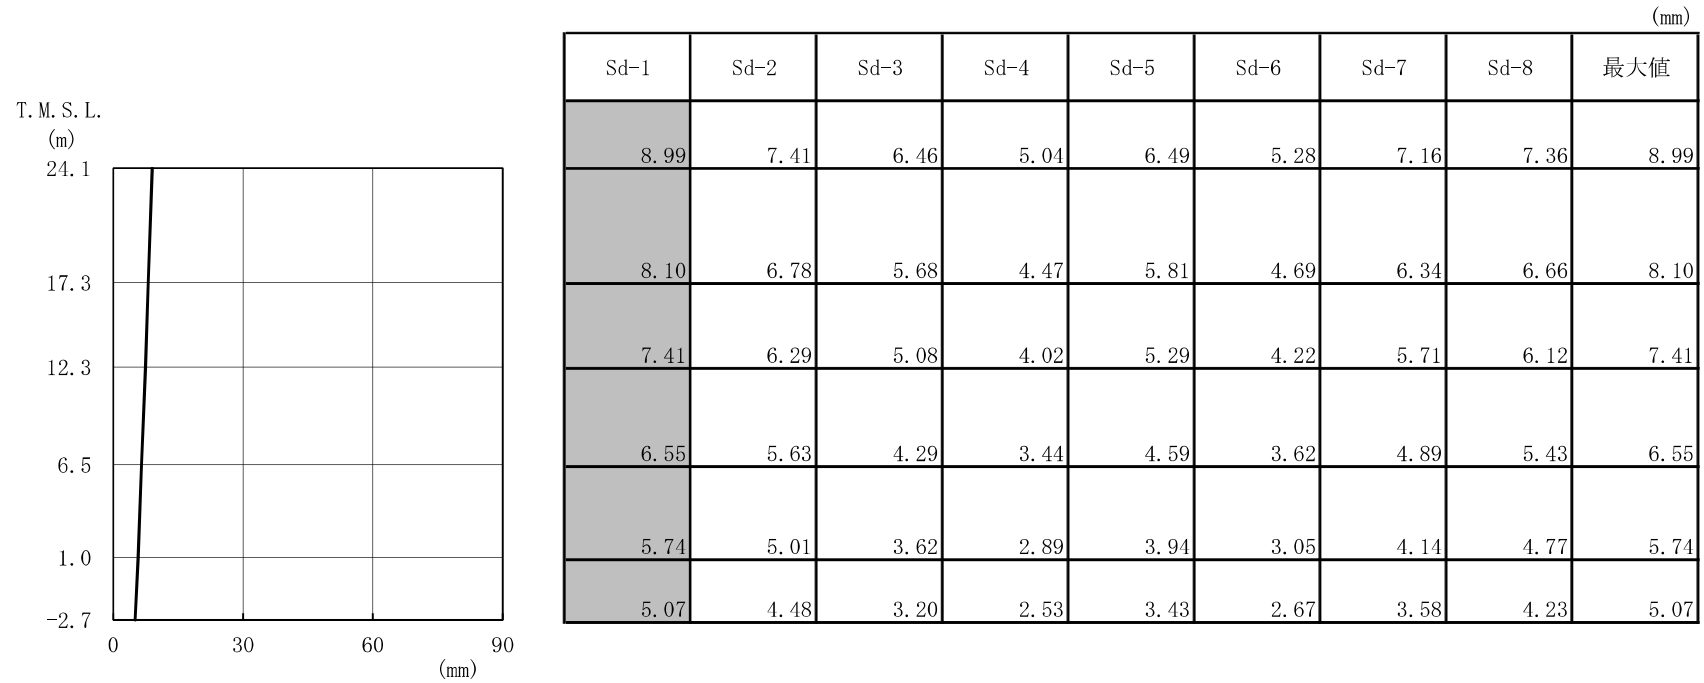 (mm)
Sd-1 Sd-2 Sd-3 Sd-4 Sd-5 Sd-6 Sd-7 Sd-8 最大値
T.M.S.L.
(m)
8.99 7.41 6.46 5.04 6.49 5.28 7.16 7.36 8.99
24.1
8.10 6.78 5.68 4.47 5.81 4.69 6.34 6.66 8.10
17.3
7.41 6.29 5.08 4.02 5.29 4.22 5.71 6.12 7.41
12.3
6.55 5.63 4.29 3.44 4.59 3.62 4.89 5.43 6.55
6.5
5.74 5.01 3.62 2.89 3.94 3.05 4.14 4.77 5.74
1.0
5.07 4.48 3.20 2.53 3.43 2.67 3.58 4.23 5.07
-2.7
0 30 60 90
(mm)